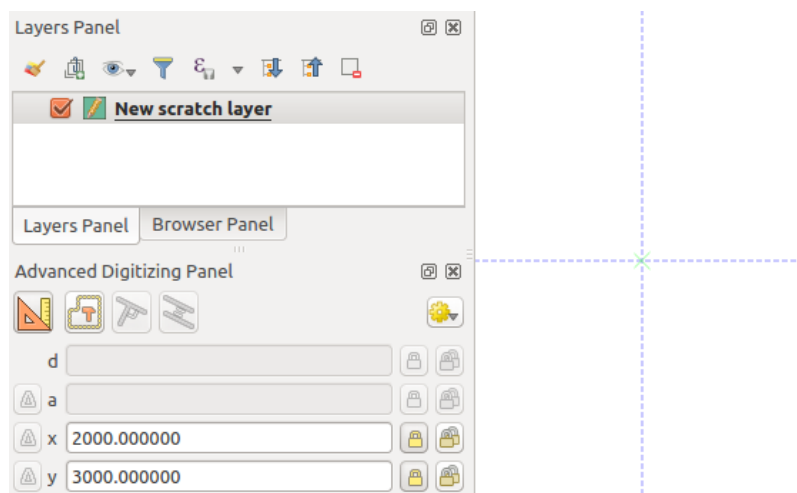 Layers Panel
New scratch layer
Layers Panel Browser Panel
Advanced Digitizing Panel
d
a
x 2000.000000
y 3000.000000